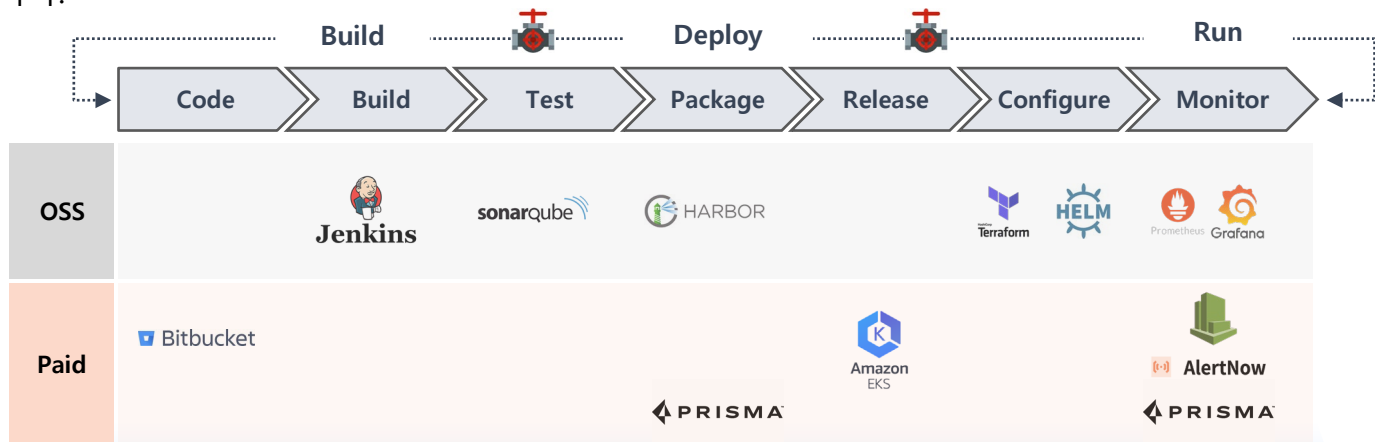 Build Deploy Run
Code Build Test Package Release Configure Monitor
OSS
Jenkins
sonarqube
HARBOR
HashiCorp
Terraform
HELM
Prometheus
Grafana
Paid
Bitbucket
Amazon
EKS
AlertNow
PRISMA
PRISMA